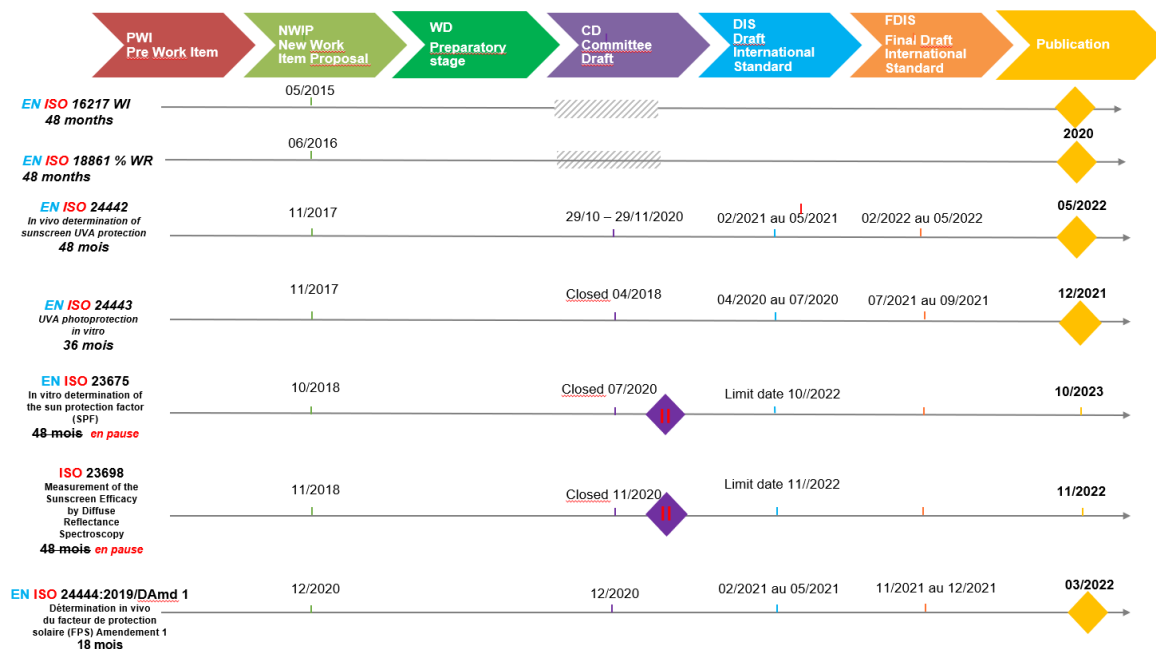 PWI
Pre Work Item
NWIP
New Work
Item Proposal
WD
Preparatory
stage
CD
Committee
Draft
DIS
Draft
International
Standard
FDIS
Final Draft
International
Standard
Publication
EN ISO 16217 WI
48 months
05/2015
2020
EN ISO 18861 % WR
48 months
06/2016
EN ISO 24442
In vivo determination of
sunscreen UVA protection
48 mois
11/2017
29/10 – 29/11/2020
02/2021 au 05/2021
02/2022 au 05/2022
05/2022
EN ISO 24443
UVA photoprotection
in vitro
36 mois
11/2017
Closed 04/2018
04/2020 au 07/2020
07/2021 au 09/2021
12/2021
EN ISO 23675
In vitro determination of
the sun protection factor
(SPF)
48 mois en pause
10/2018
Closed 07/2020
Limit date 10//2022
10/2023
ISO 23698
Measurement of the
Sunscreen Efficacy
by Diffuse
Reflectance
Spectroscopy
48 mois en pause
11/2018
Closed 11/2020
Limit date 11//2022
11/2022
EN ISO 24444:2019/DAmd 1
Détermination in vivo
du facteur de protection
solaire (FPS) Amendement 1
18 mois
12/2020
12/2020
02/2021 au 05/2021
11/2021 au 12/2021
03/2022